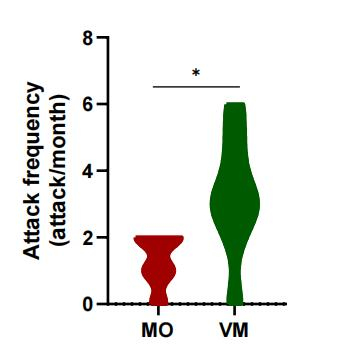 8
*
6
4
2
0
Attack frequency
(attack/month)
MO VM